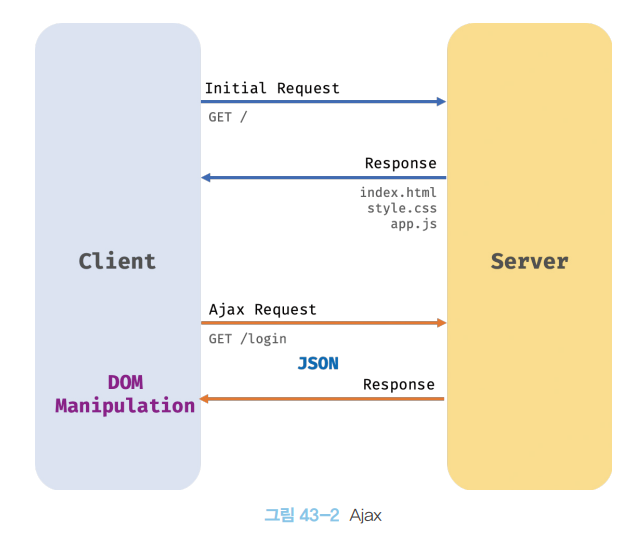 Initial Request
GET /
Response
index.html
style.css
app.js
Client
Server
Ajax Request
GET /login
JSON
DOM
Manipulation
Response
그림 43-2 Ajax